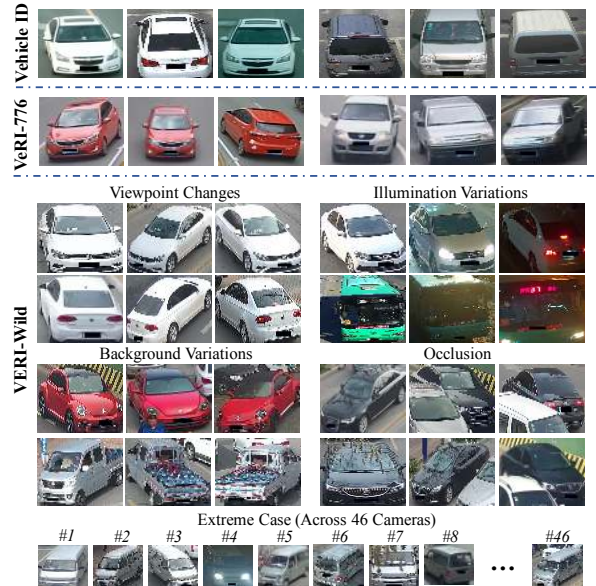 Vehicle ID
VeRI-776
Viewpoint Changes Illumination Variations
VERI-Wild
Background Variations Occlusion
Extreme Case (Across 46 Cameras)
#1 #2 #3 #4 #5 #6 #7 #8 ••• #46